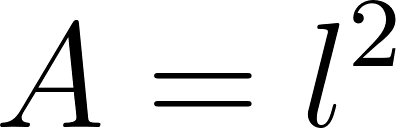 A = l²